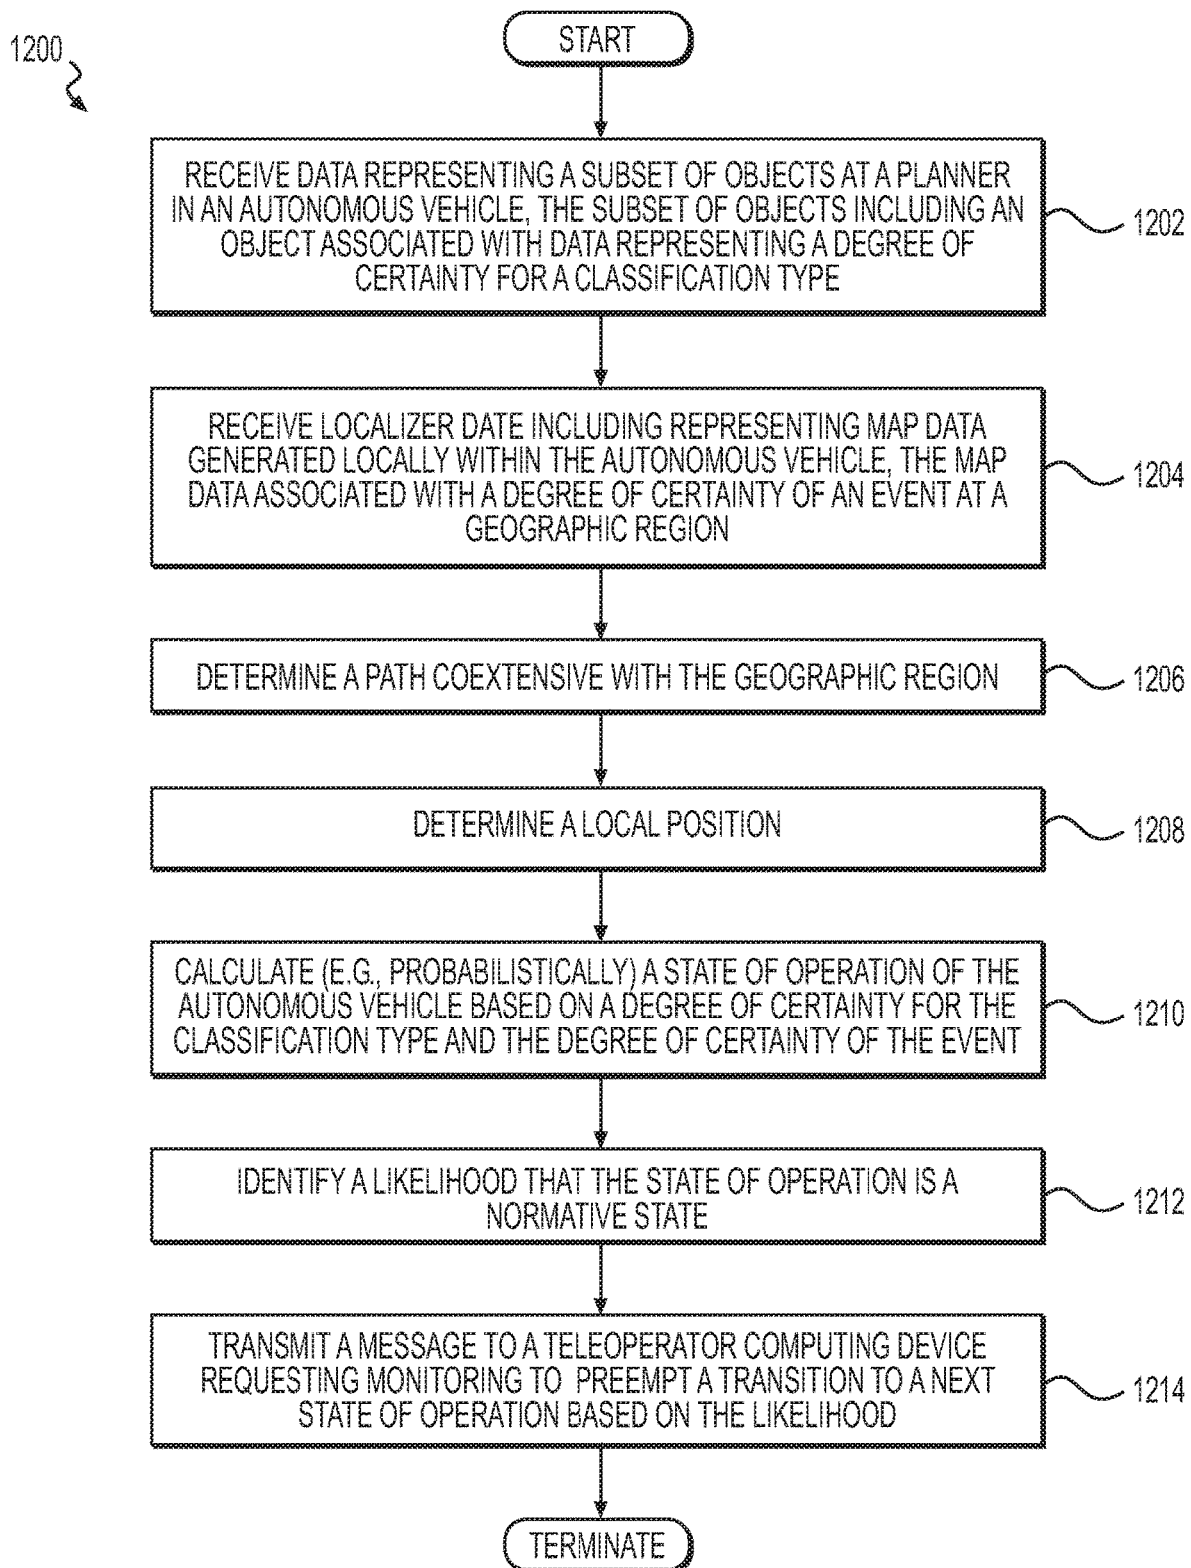 1200
START
RECEIVE DATA REPRESENTING A SUBSET OF OBJECTS AT A PLANNER
IN AN AUTONOMOUS VEHICLE, THE SUBSET OF OBJECTS INCLUDING AN
OBJECT ASSOCIATED WITH DATA REPRESENTING A DEGREE OF
CERTAINTY FOR A CLASSIFICATION TYPE
1202
RECEIVE LOCALIZER DATE INCLUDING REPRESENTING MAP DATA
GENERATED LOCALLY WITHIN THE AUTONOMOUS VEHICLE, THE MAP
DATA ASSOCIATED WITH A DEGREE OF CERTAINTY OF AN EVENT AT A
GEOGRAPHIC REGION
1204
DETERMINE A PATH COEXTENSIVE WITH THE GEOGRAPHIC REGION
1206
DETERMINE A LOCAL POSITION
1208
CALCULATE (E.G., PROBABILISTICALLY) A STATE OF OPERATION OF THE
AUTONOMOUS VEHICLE BASED ON A DEGREE OF CERTAINTY FOR THE
CLASSIFICATION TYPE AND THE DEGREE OF CERTAINTY OF THE EVENT
1210
IDENTIFY A LIKELIHOOD THAT THE STATE OF OPERATION IS A
NORMATIVE STATE
1212
TRANSMIT A MESSAGE TO A TELEOPERATOR COMPUTING DEVICE
REQUESTING MONITORING TO PREEMPT A TRANSITION TO A NEXT
STATE OF OPERATION BASED ON THE LIKELIHOOD
1214
TERMINATE